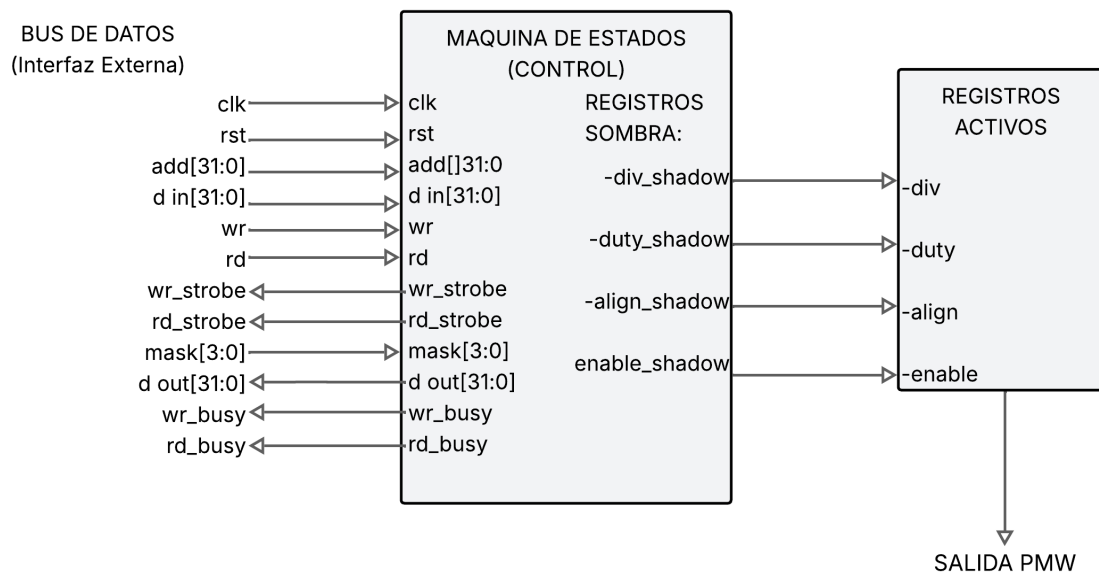 BUS DE DATOS
(Interfaz Externa)
clk
rst
add[31:0]
d in[31:0]
wr
rd
wr_strobe
rd_strobe
mask[3:0]
d out[31:0]
wr_busy
rd_busy
MAQUINA DE ESTADOS
(CONTROL)
clk
rst
add[]31:0
d in[31:0]
wr
rd
wr_strobe
rd_strobe
mask[3:0]
d out[31:0]
wr_busy
rd_busy
REGISTROS
SOMBRA:
-div_shadow
-duty_shadow
-align_shadow
enable_shadow
REGISTROS
ACTIVOS
-div
-duty
-align
-enable
SALIDA PMW